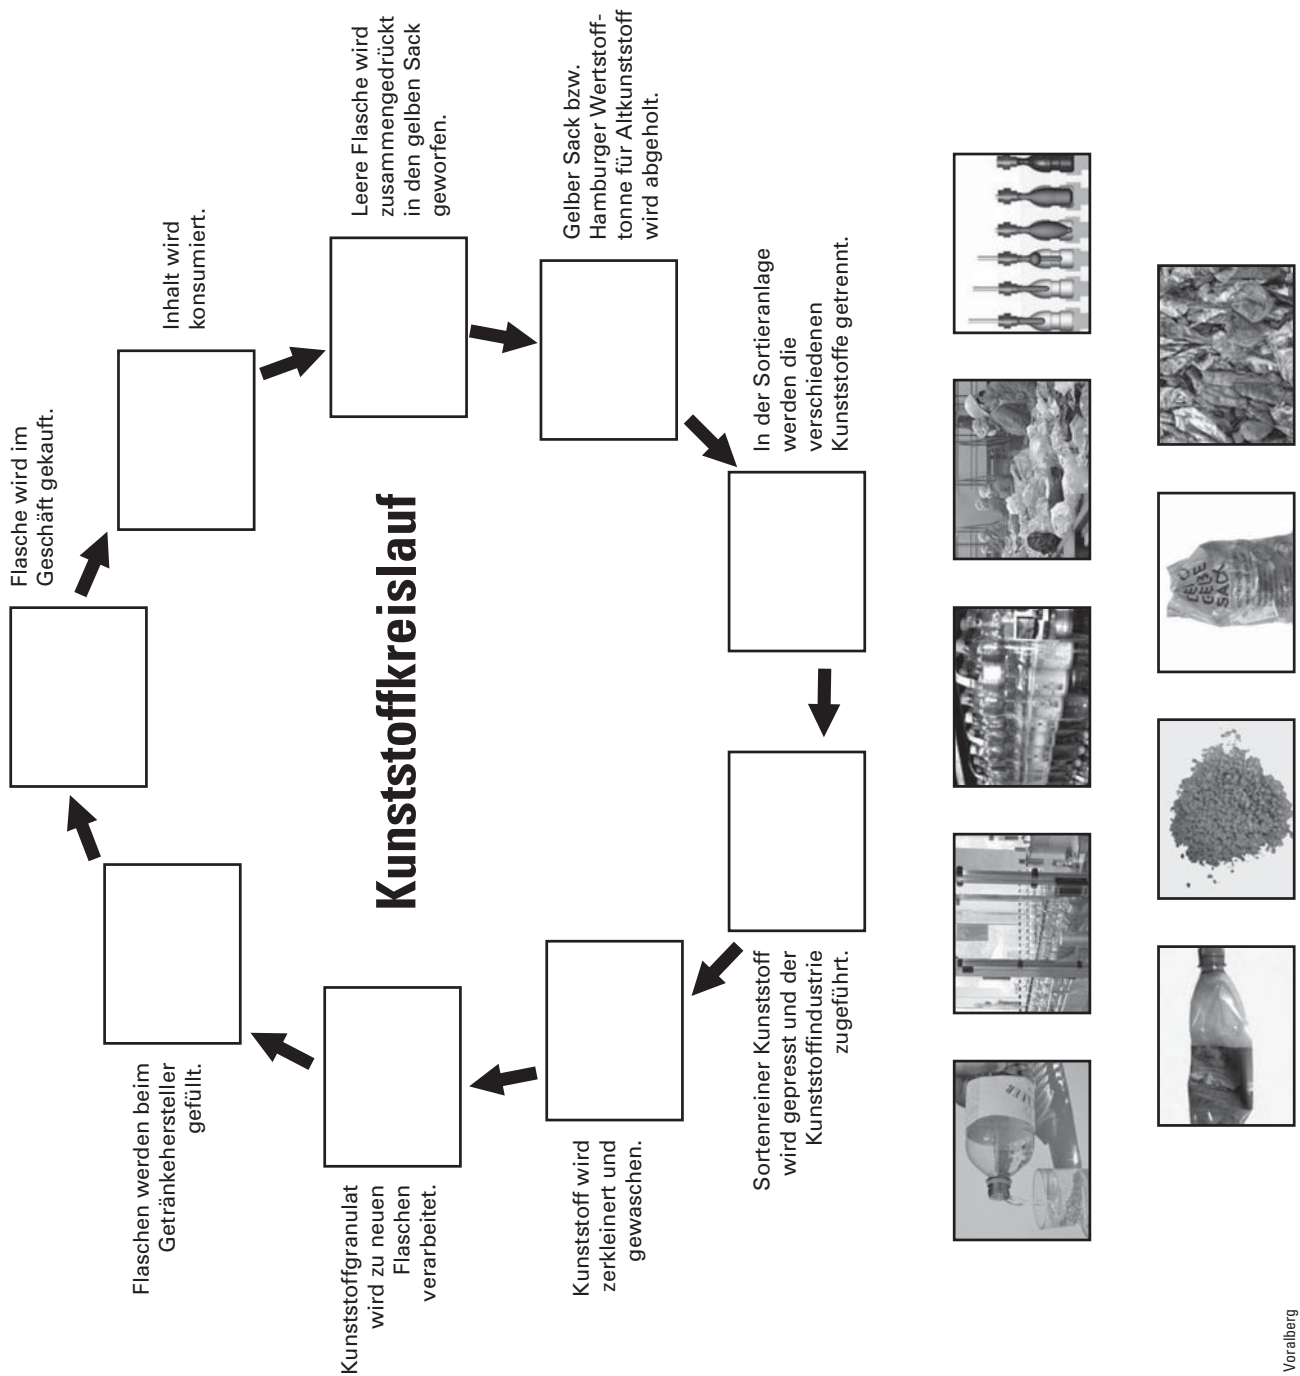 Flasche wird im
Geschäft gekauft.
Inhalt wird
konsumiert.
Leere Flasche wird
zusammengedrückt
in den gelben Sack
geworfen.
Gelber Sack bzw.
Hamburger Wertstoff-
tonne für Altkunststoff
wird abgeholt.
In der Sortieranlage
werden die
verschiedenen
Kunststoffe getrennt.
Sortenreiner Kunststoff
wird gepresst und der
Kunststoffindustrie
zugeführt.
Kunststoff wird
zerkleinert und
gewaschen.
Kunststoffgranulat
wird zu neuen
Flaschen
verarbeitet.
Flaschen werden beim
Getränkehersteller
gefüllt.
Kunststoffkreislauf
SACK
Voralberg